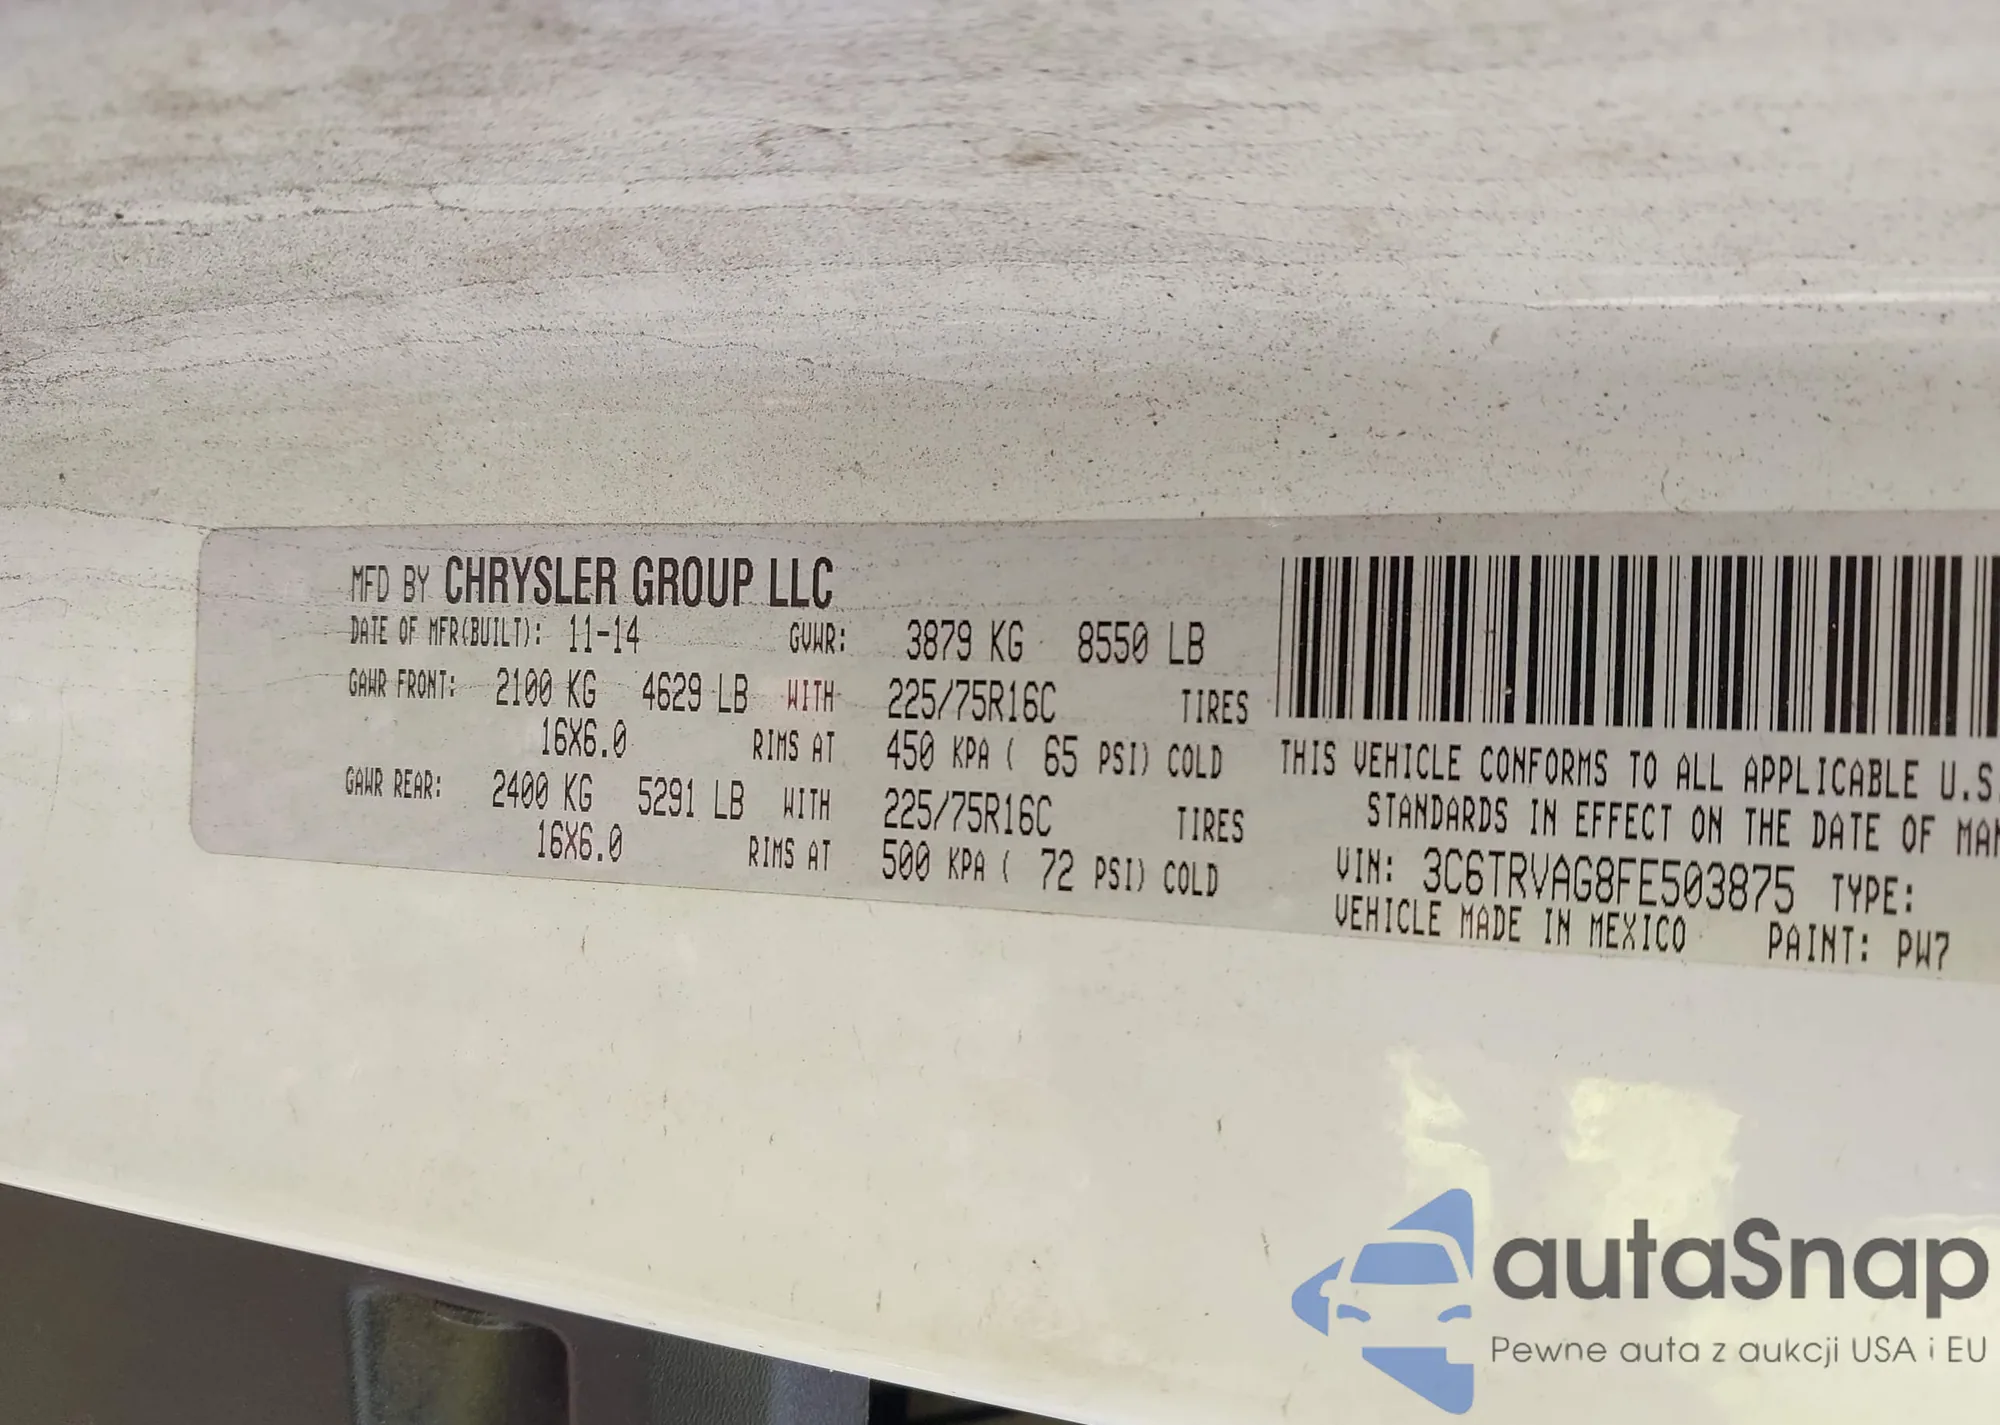 MFD BY CHRYSLER GROUP LLC
DATE OF MFR(BUILT): 11-14 GVWR: 3879 KG 8550 LB
GAWR FRONT: 2100 KG 4629 LB WITH 225/75R16C TIRES
16X6.0 RIMS AT 450 KPA ( 65 PSI) COLD
GAWR REAR: 2400 KG 5291 LB WITH 225/75R16C TIRES
16X6.0 RIMS AT 500 KPA ( 72 PSI) COLD
THIS VEHICLE CONFORMS TO ALL APPLICABLE U.S.
STANDARDS IN EFFECT ON THE DATE OF MAN
VIN: 3C6TRVAG8FE503875 TYPE:
VEHICLE MADE IN MEXICO PAINT: PW7
autaSnap
Pewne auta z aukcji USA i EU